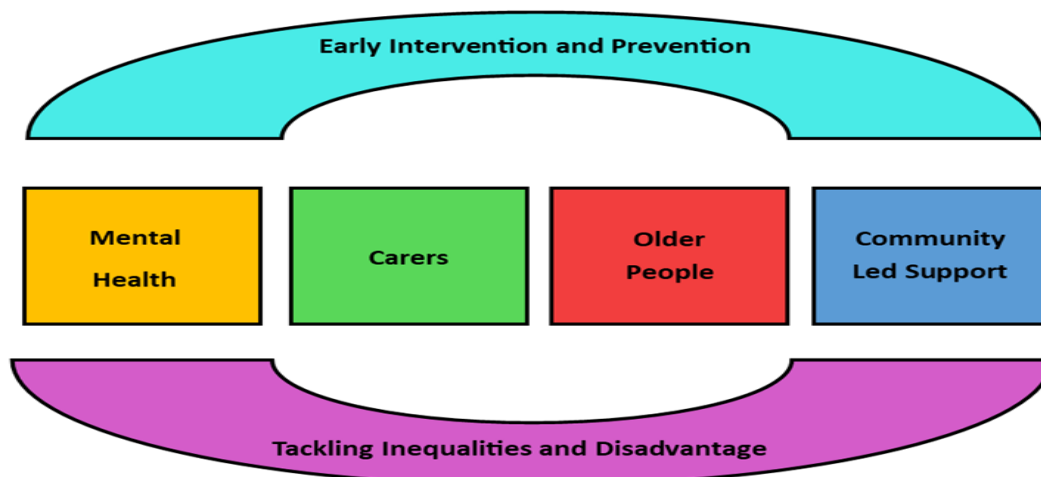 Early Intervention and Prevention
Mental
Health
Carers
Older
People
Community
Led Support
Tackling Inequalities and Disadvantage